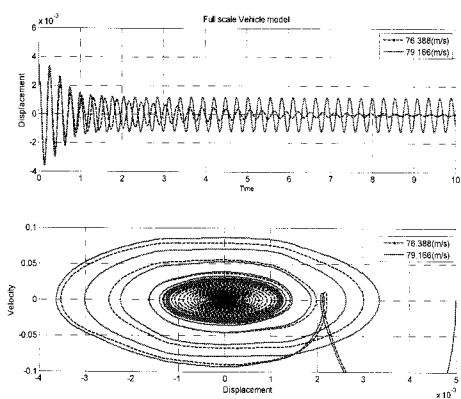 Full scale Vehicle model
6 x 10⁻³
4
2
0
-2
-4
Displacement
76.388(m/s)
79.166(m/s)
0 1 2 3 4 5 6 7 8 9 10
Time
0.1
0.05
0
-0.05
-0.1
Velocity
76.388(m/s)
79.166(m/s)
-4 -3 -2 -1 0 1 2 3 4 5
Displacement
x 10⁻³